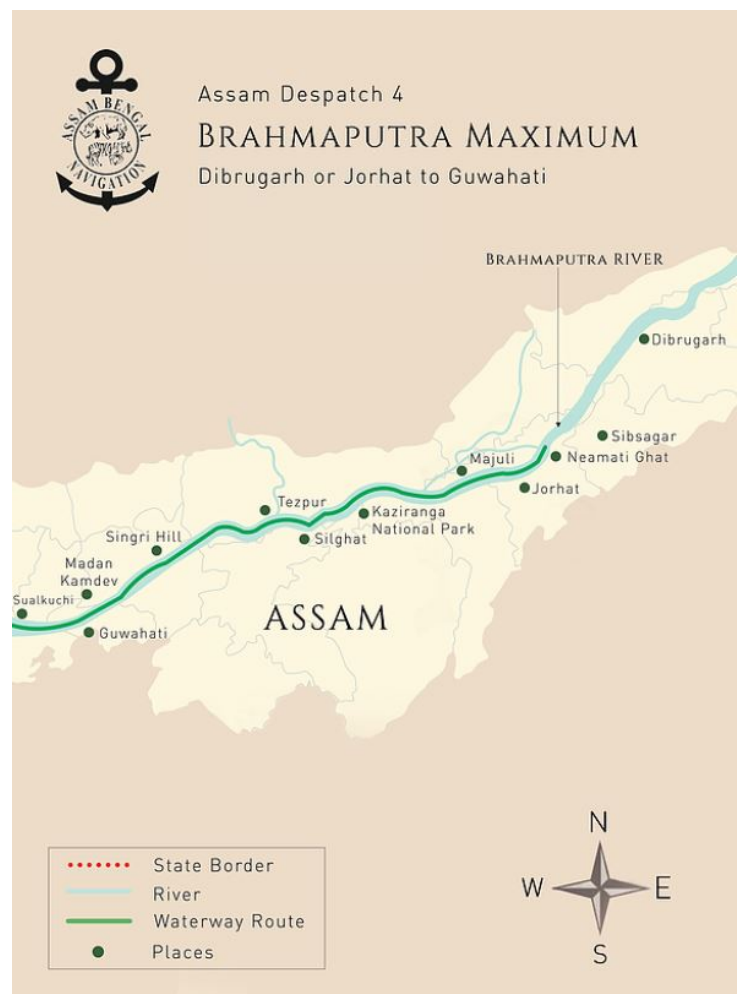 ASSAM BENGAL
NAVIGATION
Assam Despatch 4
BRAHMAPUTRA MAXIMUM
Dibrugarh or Jorhat to Guwahati
BRAHMAPUTRA RIVER
Dibrugarh
Sibsagar
Neamati Ghat
Majuli
Jorhat
Tezpur
Kaziranga
National Park
Singri Hill
Silghat
Madan
Kamdev
Sualkuchi
Guwahati
ASSAM
State Border
River
Waterway Route
Places
N
W
E
S